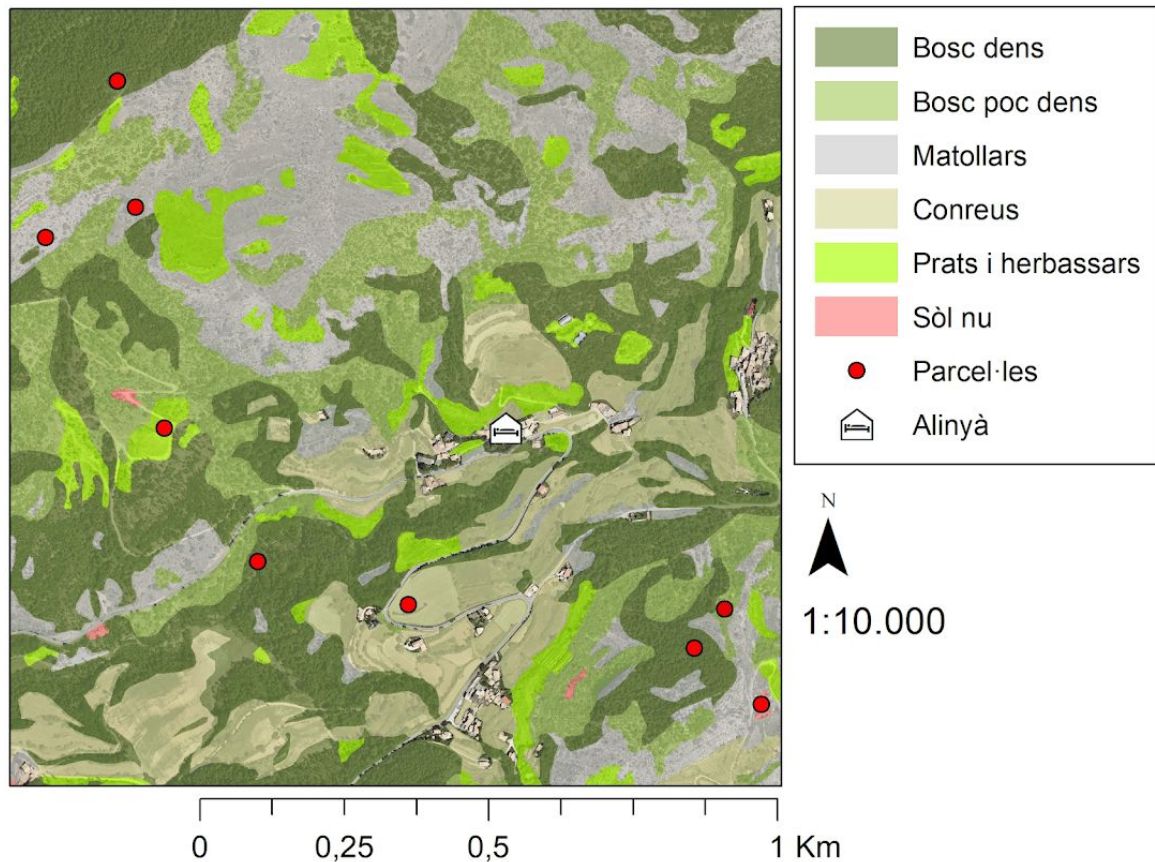 Bosc dens
Bosc poc dens
Matollars
Conreus
Prats i herbassars
Sòl nu
Parcel·les
Alinyà
N
1:10.000
0 0,25 0,5 1 Km